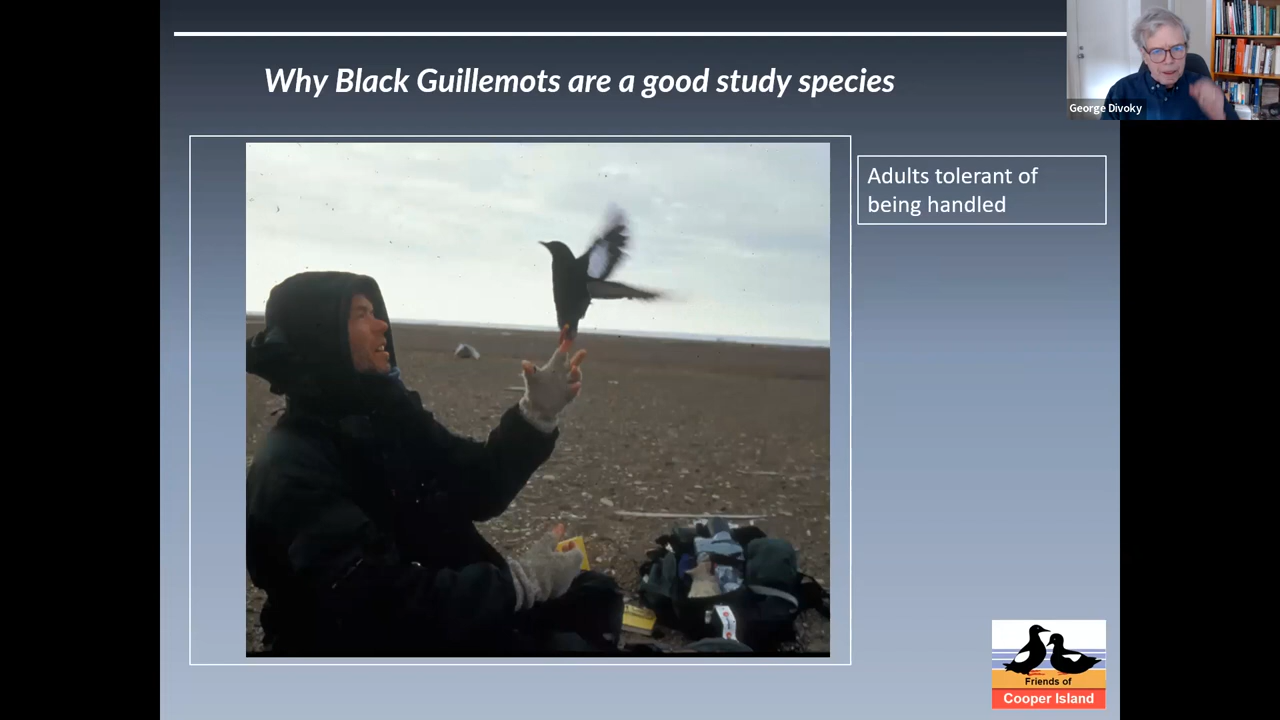 Why Black Guillemots are a good study species
George Divoky
Adults tolerant of
being handled
Friends of
Cooper Island